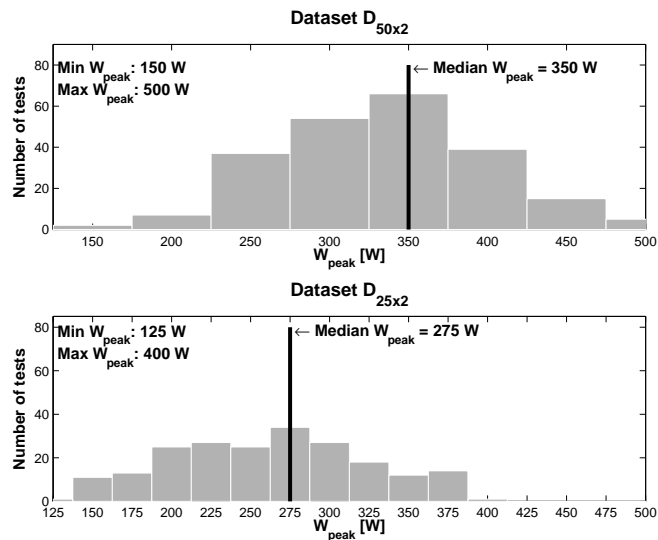 Dataset D50x2
Min Wpeak: 150 W
Max Wpeak: 500 W
← Median Wpeak = 350 W
Number of tests
80
60
40
20
0
150 200 250 300 350 400 450 500
Wpeak [W]
Dataset D25x2
Min Wpeak: 125 W
Max Wpeak: 400 W
← Median Wpeak = 275 W
Number of tests
80
60
40
20
0
125 150 175 200 225 250 275 300 325 350 375 400 425 450 475 500
Wpeak [W]